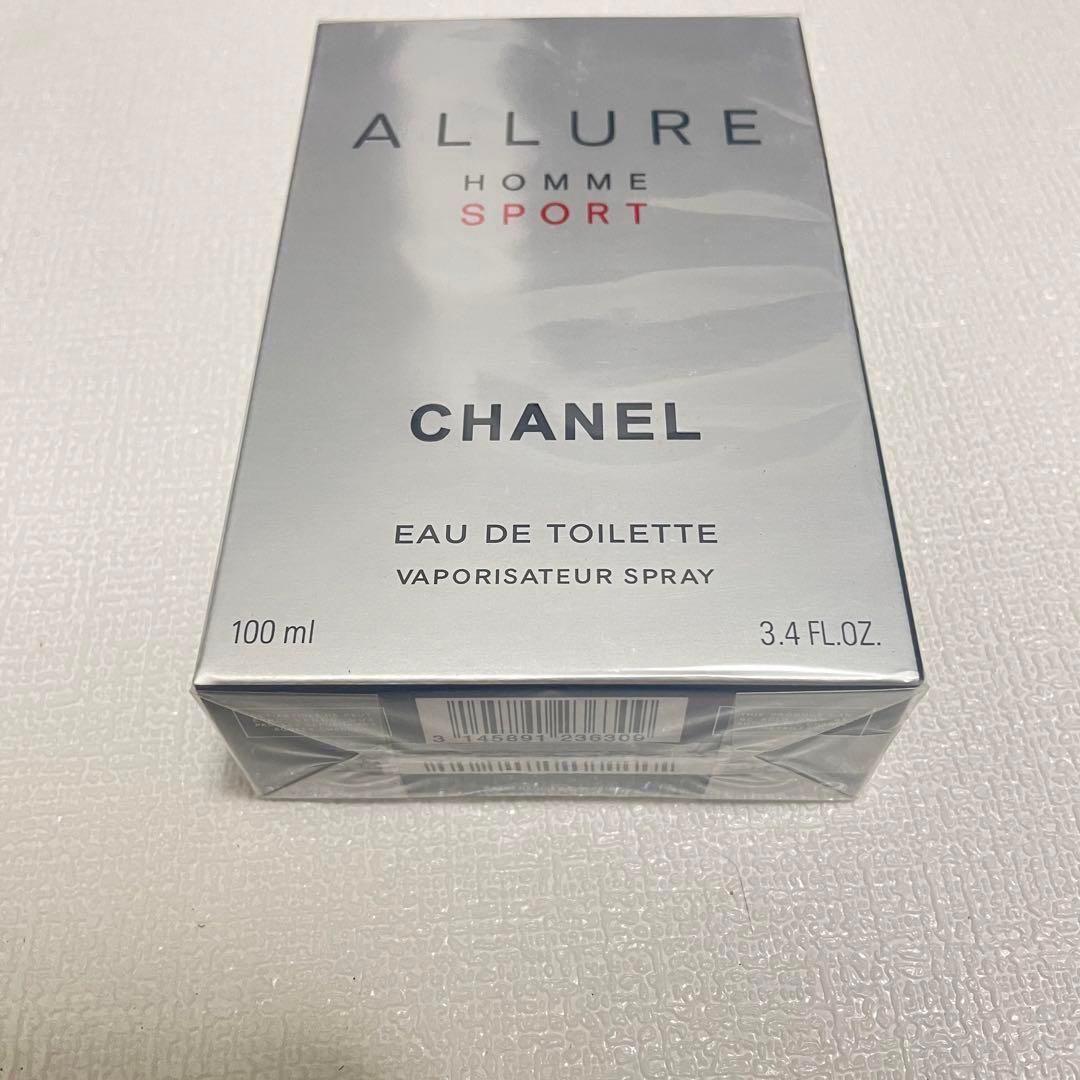 ALLURE
HOMME
SPORT
CHANEL
EAU DE TOILETTE
VAPORISATEUR SPRAY
100 ml
3.4 FL.OZ.
3 145891 236309